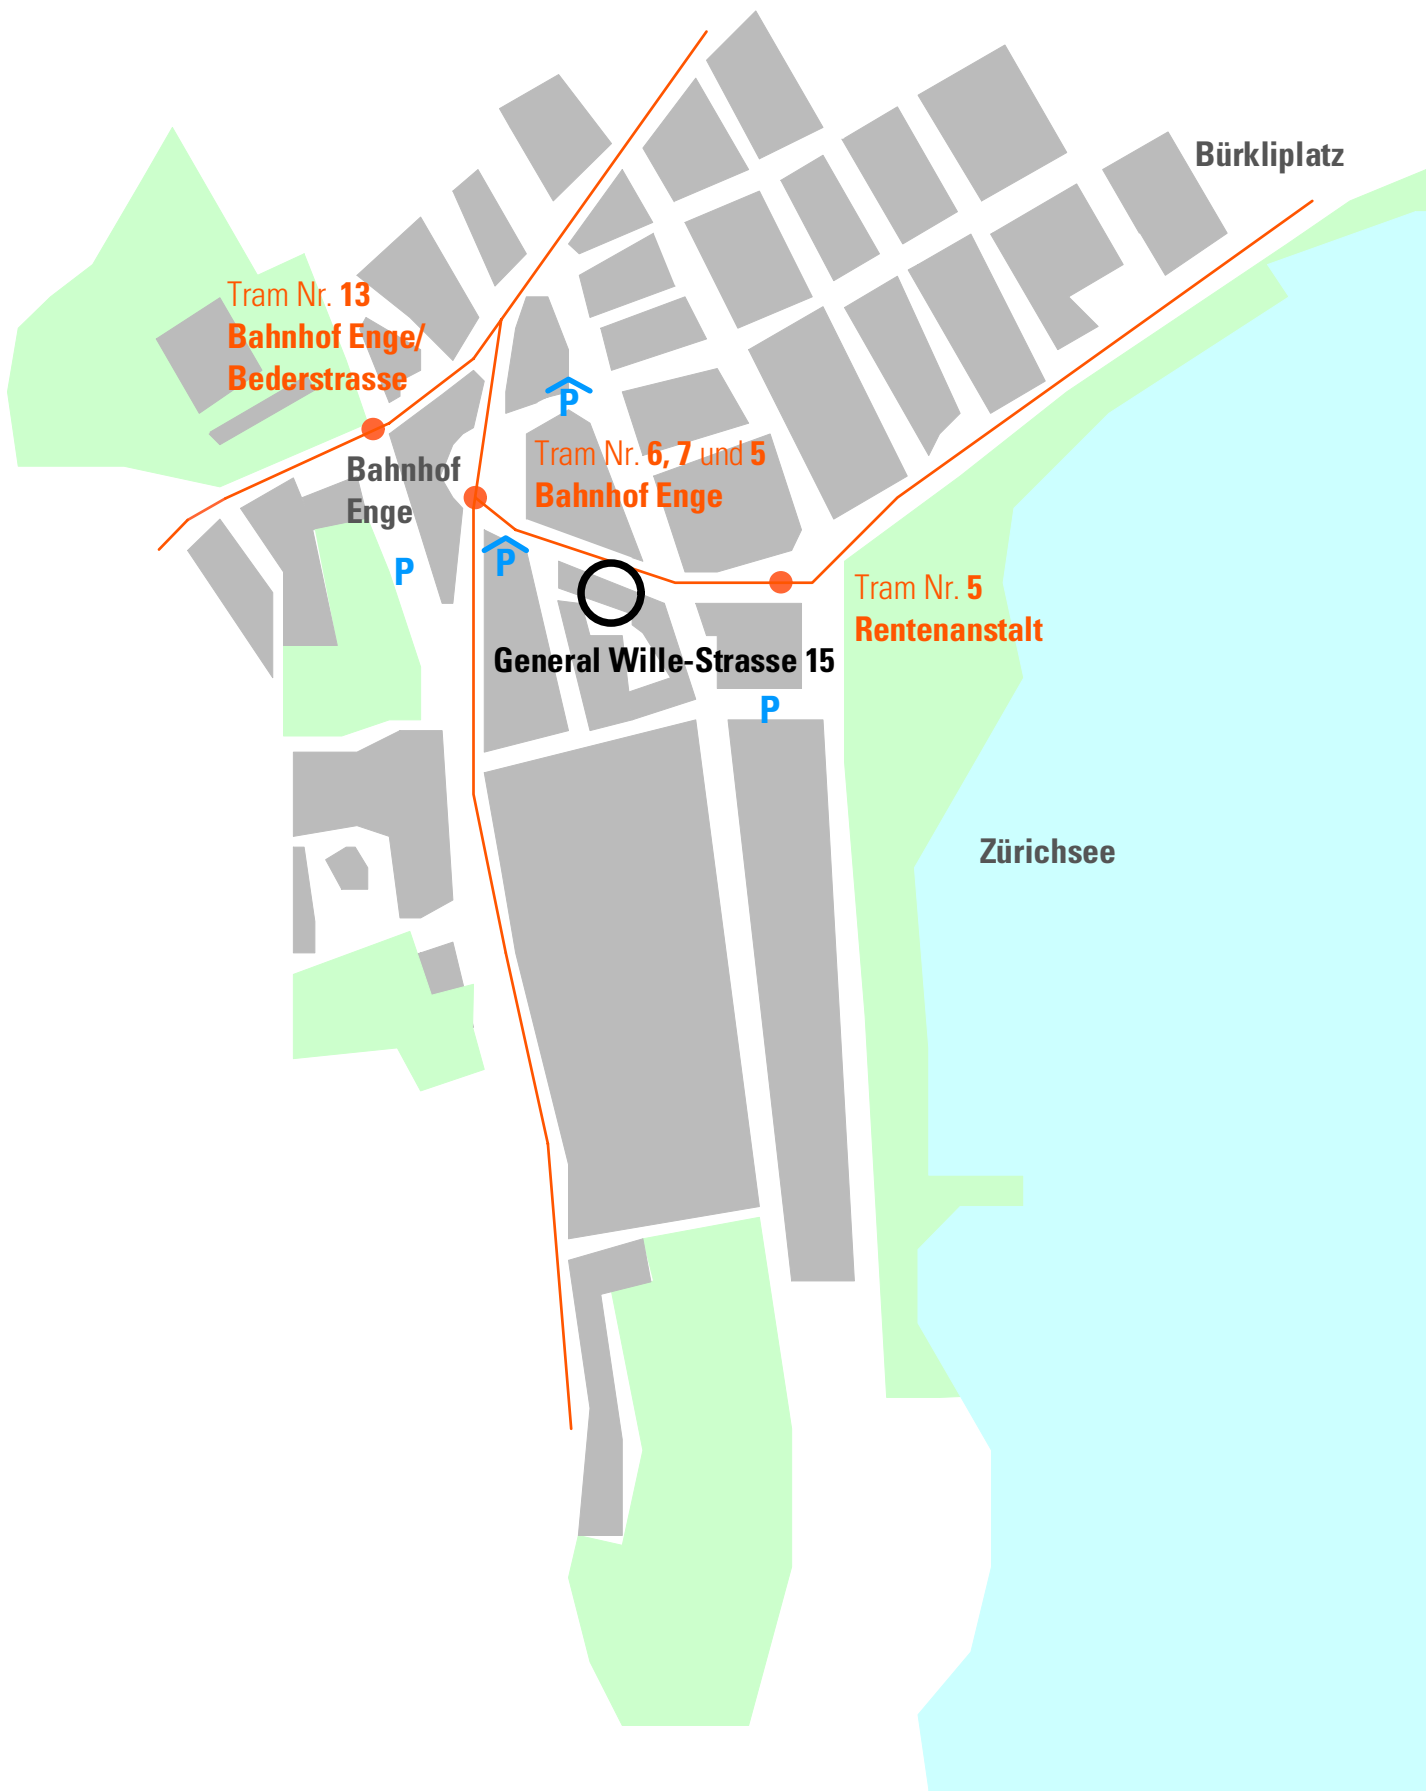 Bürkliplatz
Tram Nr. 13
Bahnhof Enge/
Bederstrasse
P
Tram Nr. 6, 7 und 5
Bahnhof Enge
Bahnhof
Enge
P
P
Tram Nr. 5
Rentenanstalt
General Wille-Strasse 15
P
Zürichsee